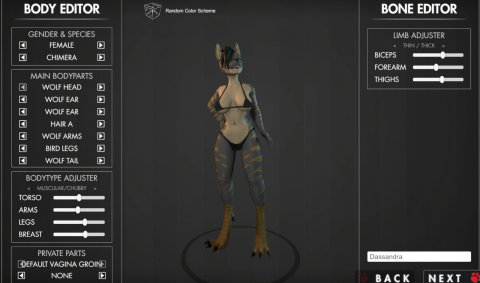 BODY EDITOR
GENDER & SPECIES
FEMALE
CHIMERA
MAIN BODYPARTS
WOLF HEAD
WOLF EAR
WOLF EAR
HAIR A
WOLF ARMS
BIRD LEGS
WOLF TAIL
BODYTYPE ADJUSTER
< MUSCULAR/CHUBBY >
TORSO
ARMS
LEGS
BREAST
PRIVATE PARTS
DEFAULT VAGINA GROIN
NONE
Random Color Scheme
BONE EDITOR
LIMB ADJUSTER
< THIN / THICK >
BICEPS
FOREARM
THIGHS
Dassandra
BACK NEXT